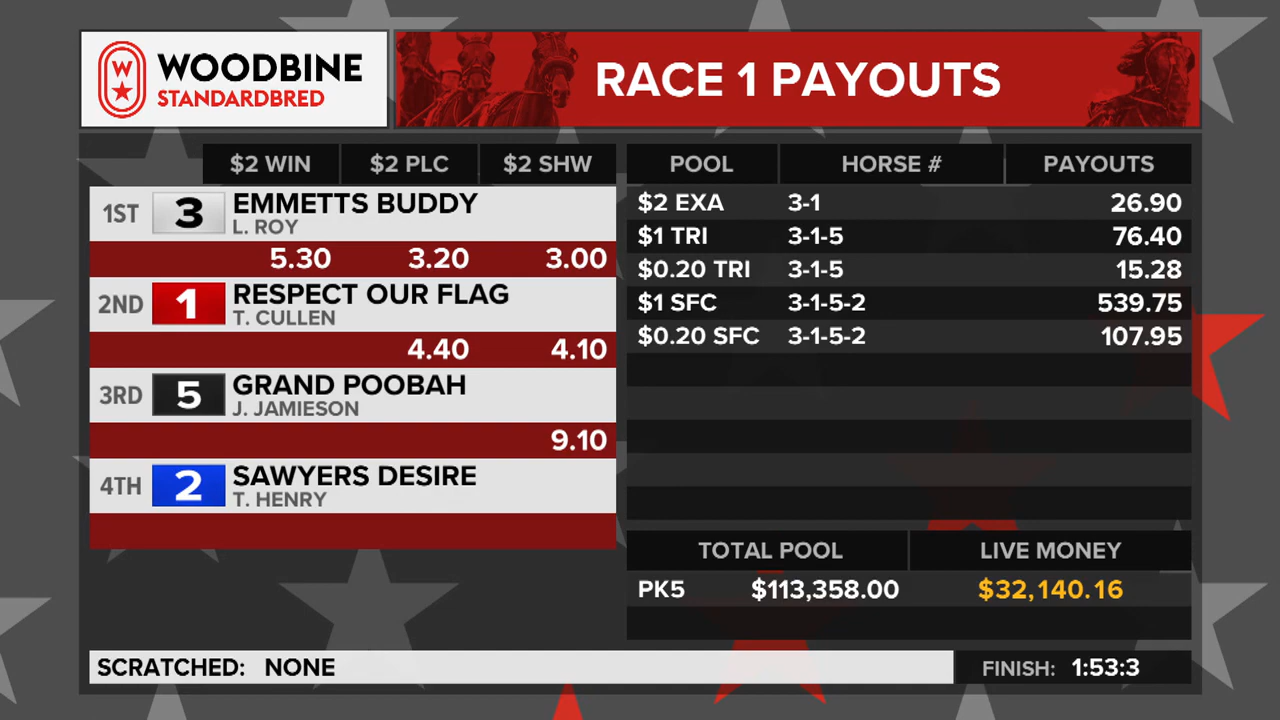 W
WOODBINE
STANDARDBRED
RACE 1 PAYOUTS
$2 WIN $2 PLC $2 SHW
1ST 3 EMMETTS BUDDY
L. ROY
5.30 3.20 3.00
2ND 1 RESPECT OUR FLAG
T. CULLEN
4.40 4.10
3RD 5 GRAND POOBAH
J. JAMIESON
9.10
4TH 2 SAWYERS DESIRE
T. HENRY
POOL HORSE # PAYOUTS
$2 EXA 3-1 26.90
$1 TRI 3-1-5 76.40
$0.20 TRI 3-1-5 15.28
$1 SFC 3-1-5-2 539.75
$0.20 SFC 3-1-5-2 107.95
TOTAL POOL LIVE MONEY
PK5 $113,358.00 $32,140.16
SCRATCHED: NONE
FINISH: 1:53:3